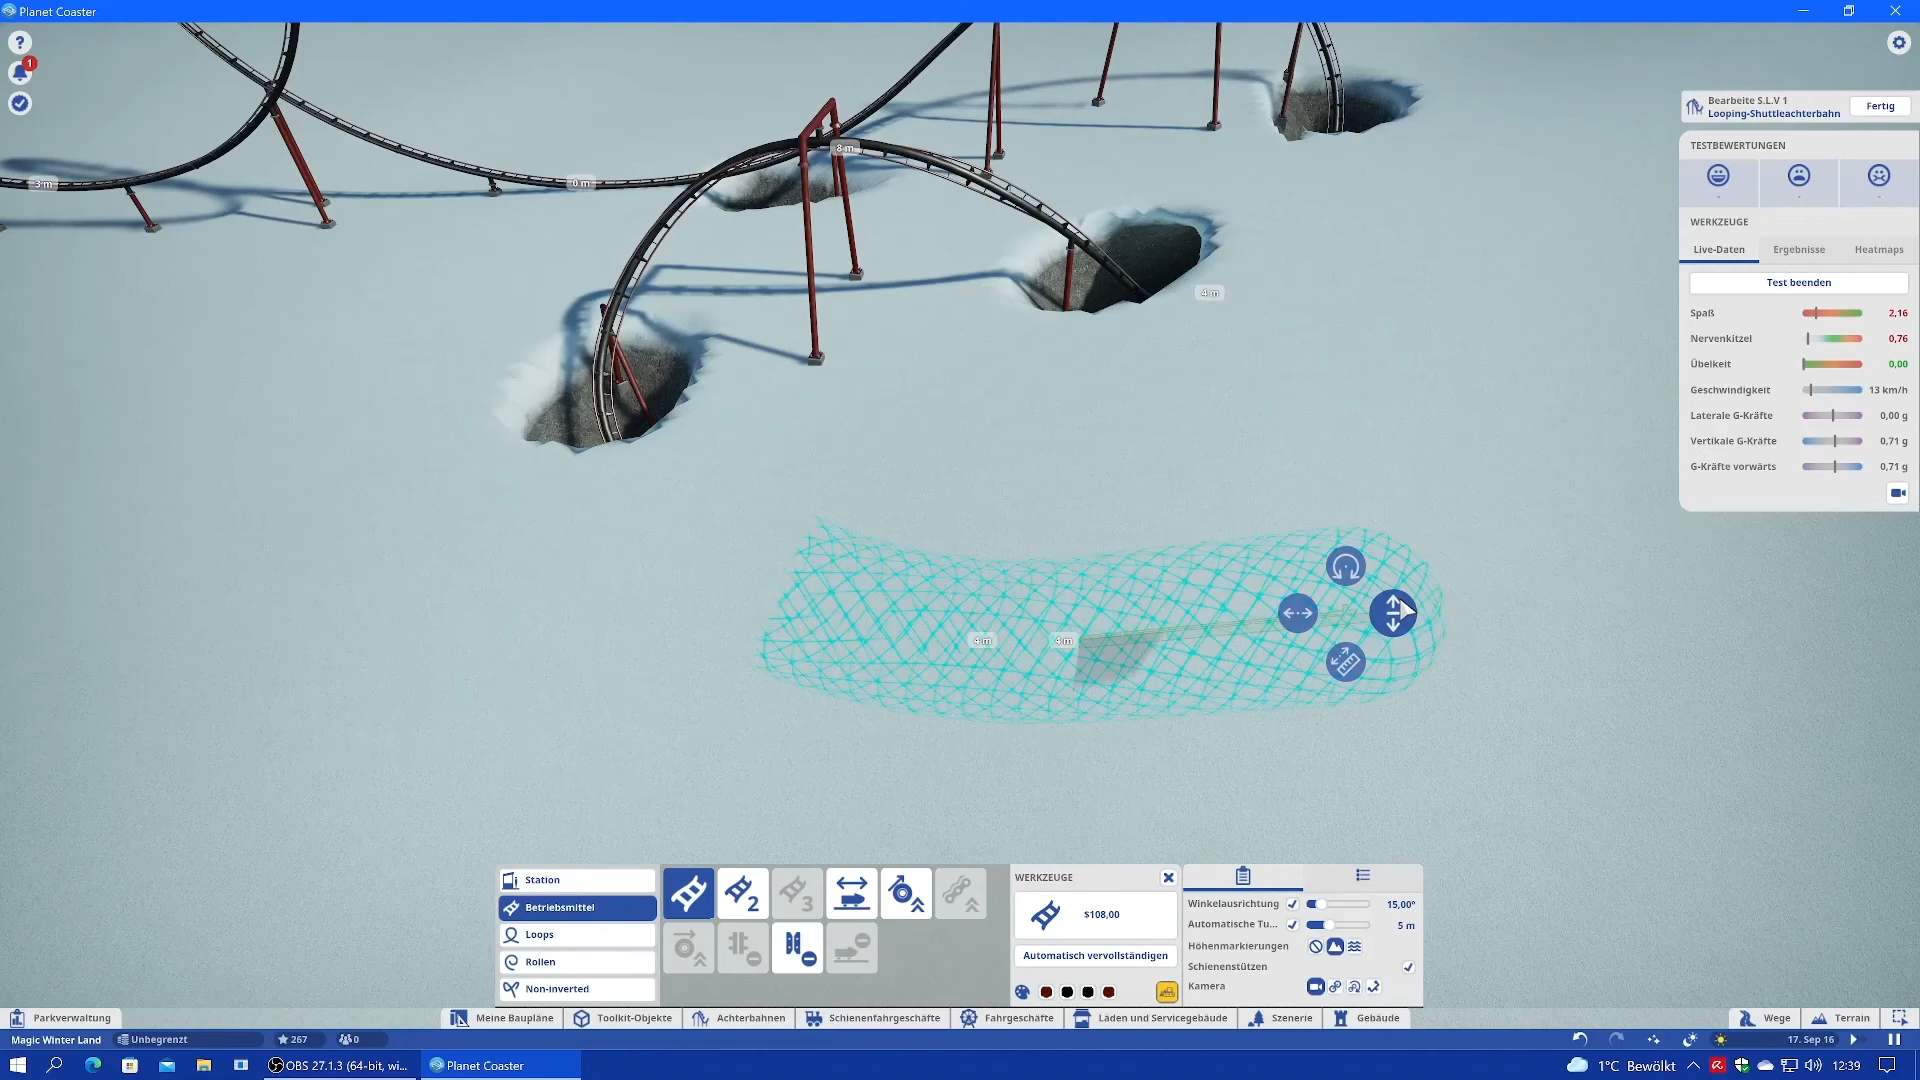 Planet Coaster
?
1
Bearbeite S.L.V 1
Looping-Shuttleachterbahn
Fertig
TESTBEWERTUNGEN
-
-
-
WERKZEUGE
Live-Daten
Ergebnisse
Heatmaps
Test beenden
Spaß
2,16
Nervenkitzel
0,76
Übelkeit
0,00
Geschwindigkeit
13 km/h
Laterale G-Kräfte
0,00 g
Vertikale G-Kräfte
0,71 g
G-Kräfte vorwärts
0,71 g
8 m
3 m
0 m
4 m
4 m
4 m
Station
Betriebsmittel
Loops
Rollen
Non-inverted
2
3
WERKZEUGE
$108,00
Automatisch vervollständigen
Winkelausrichtung
15,00°
Automatische Tu...
5 m
Höhenmarkierungen
Schienenstützen
Kamera
Parkverwaltung
Meine Baupläne
Toolkit-Objekte
Achterbahnen
Schienenfahrgeschäfte
Fahrgeschäfte
Läden und Servicegebäude
Szenerie
Gebäude
Wege
Terrain
Magic Winter Land
Unbegrenzt
267
0
17. Sep 16
OBS 27.1.3 (64-bit, wi...
Planet Coaster
1°C Bewölkt
12:39